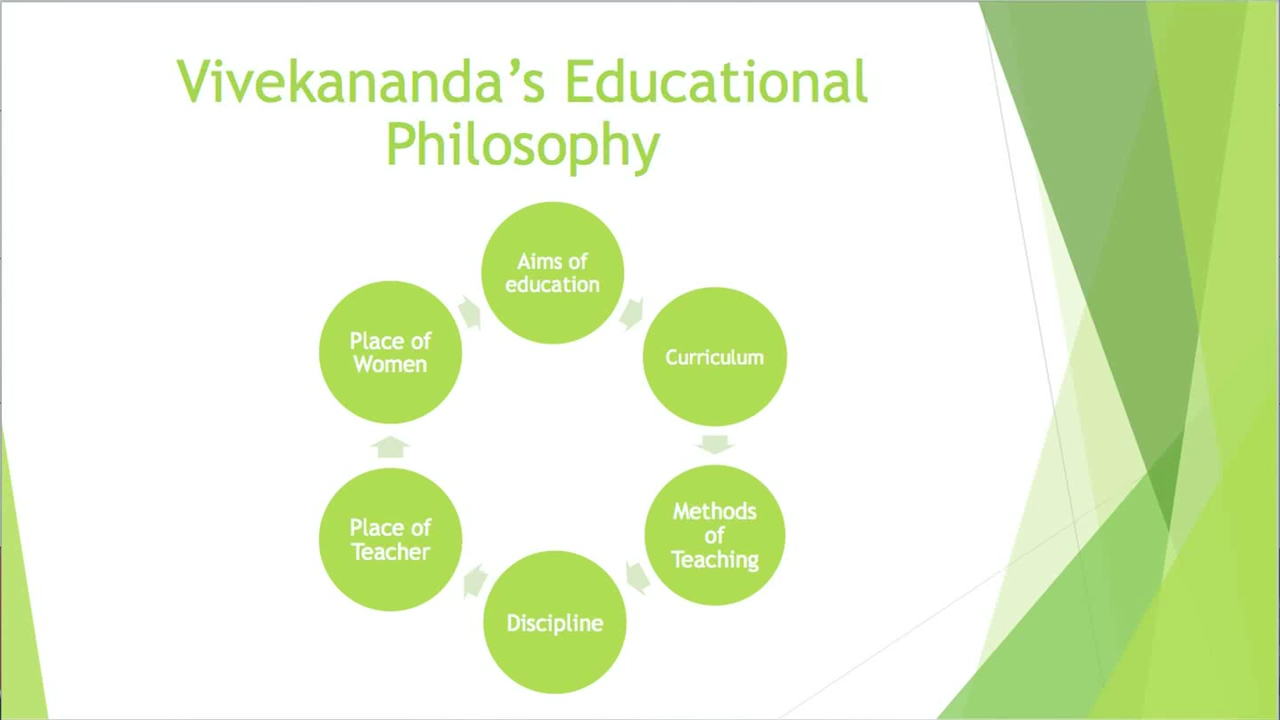 Vivekananda’s Educational
Philosophy
Aims of
education
Curriculum
Methods
of
Teaching
Discipline
Place of
Teacher
Place of
Women